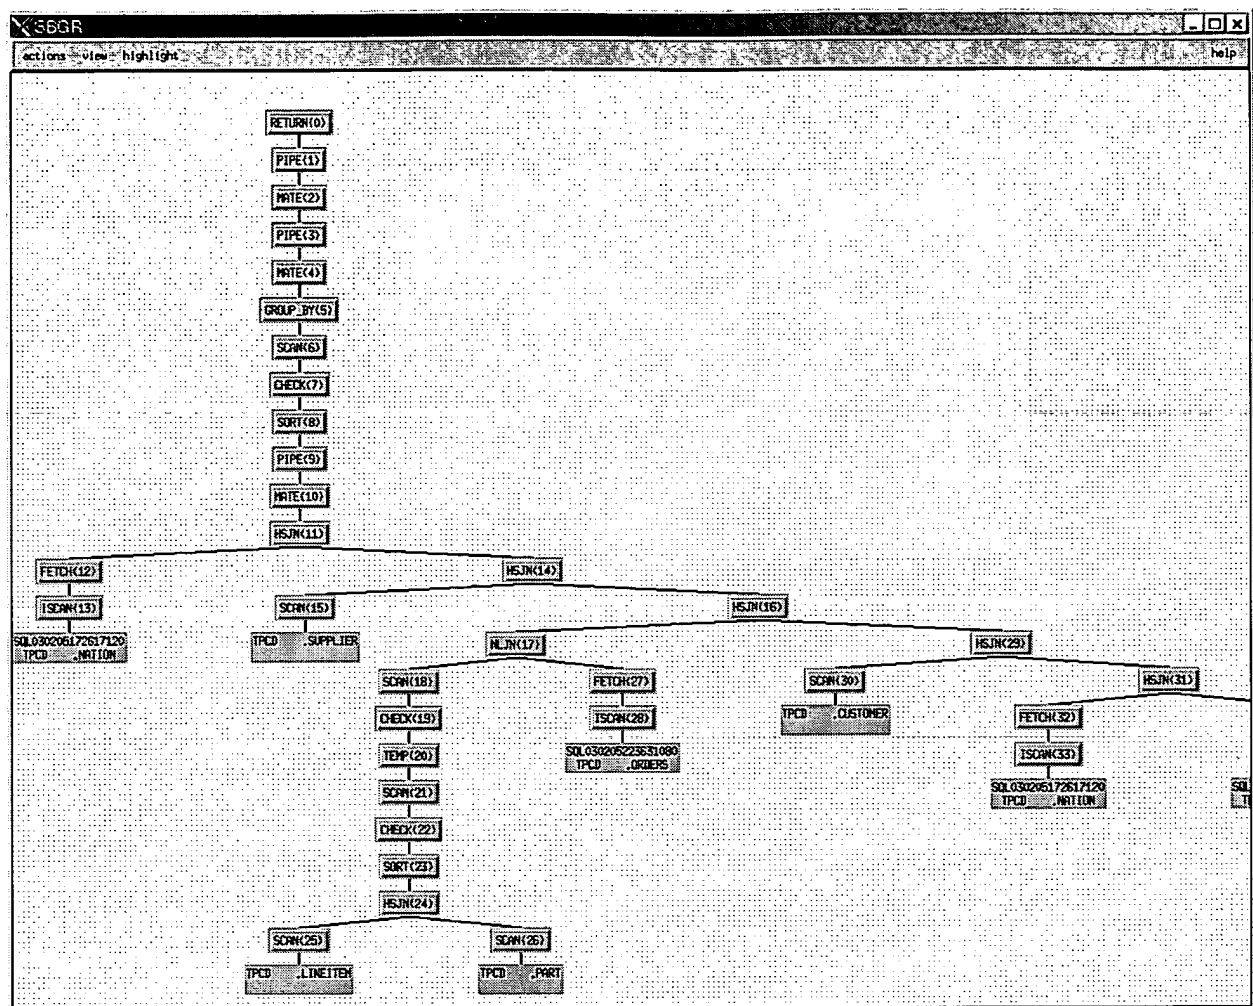 SBGR
actions view highlight help
RETURN(0)
PIPE(1)
MATE(2)
PIPE(3)
MATE(4)
GROUP_BY(5)
SCAN(6)
CHECK(7)
SORT(8)
PIPE(9)
MATE(10)
HSJN(11)
FETCH(12) HSJN(14)
ISCAN(13) SCAN(15) HSJN(16)
SQL030205172617120
TPCD .NATION
TPCD .SUPPLIER
NLJN(17) HSJN(29)
SCAN(18) FETCH(27) SCAN(30) HSJN(31)
CHECK(19) ISCAN(28) TPCD .CUSTOMER FETCH(32)
TEMP(20)
SQL030205223631080
TPCD .ORDERS
ISCAN(33)
SCAN(21)
SQL030205172617120
TPCD .NATION
SQL
CHECK(22)
SORT(23)
HSJN(24)
SCAN(25) SCAN(26)
TPCD .LINEITEM TPCD .PART